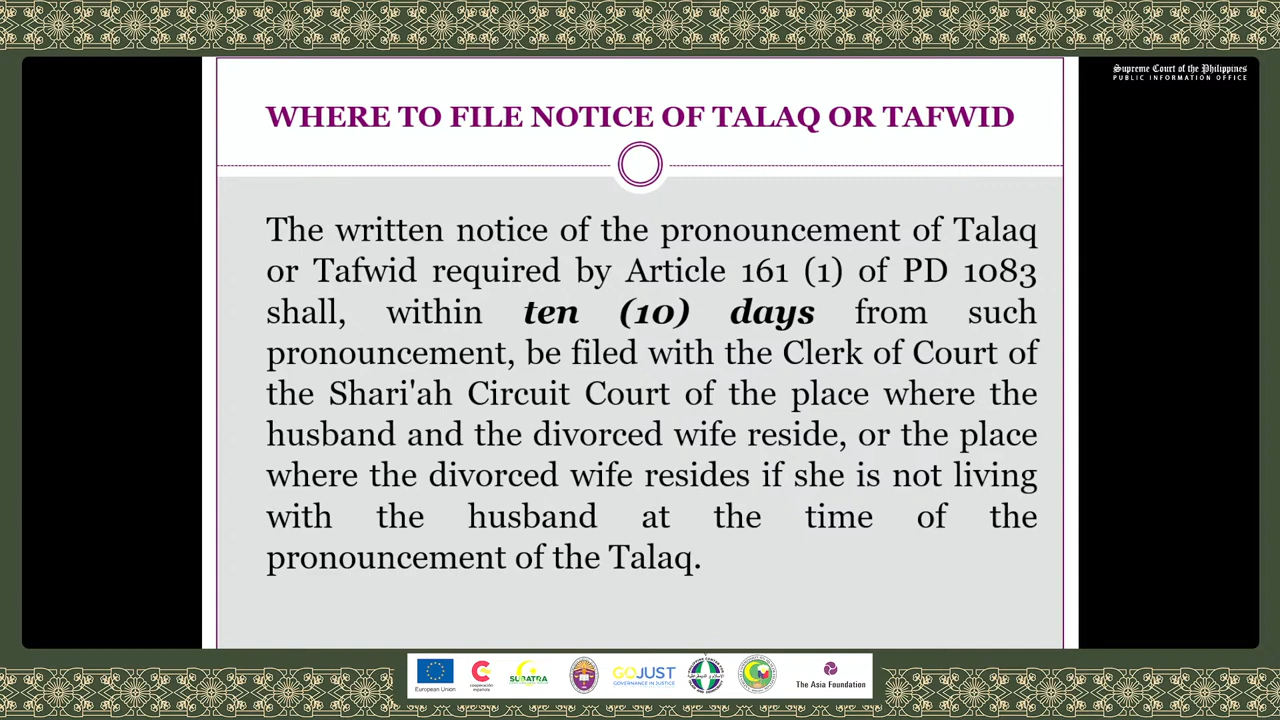 Supreme Court of the Philippines
PUBLIC INFORMATION OFFICE
WHERE TO FILE NOTICE OF TALAQ OR TAFWID
The written notice of the pronouncement of Talaq
or Tafwid required by Article 161 (1) of PD 1083
shall, within ten (10) days from such
pronouncement, be filed with the Clerk of Court of
the Shari'ah Circuit Court of the place where the
husband and the divorced wife reside, or the place
where the divorced wife resides if she is not living
with the husband at the time of the
pronouncement of the Talaq.
European Union
cooperación
española
SUBATRA
GOJUST
GOVERNANCE IN JUSTICE
The Asia Foundation